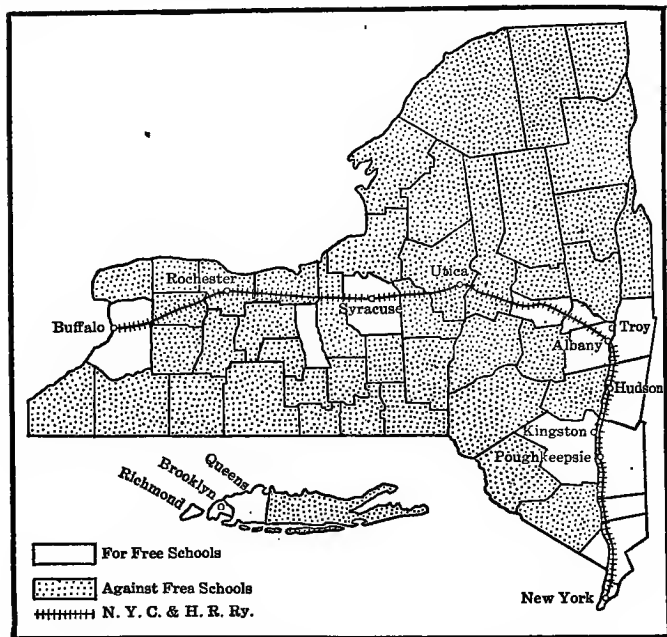 Rochester
Utica
Buffalo
Syracuse
Troy
Albany
Hudson
Kingston
Poughkeepsie
Queens
Brooklyn
Richmond
For Free Schools
Against Free Schools
N. Y. C. & H. R. Ry.
New York